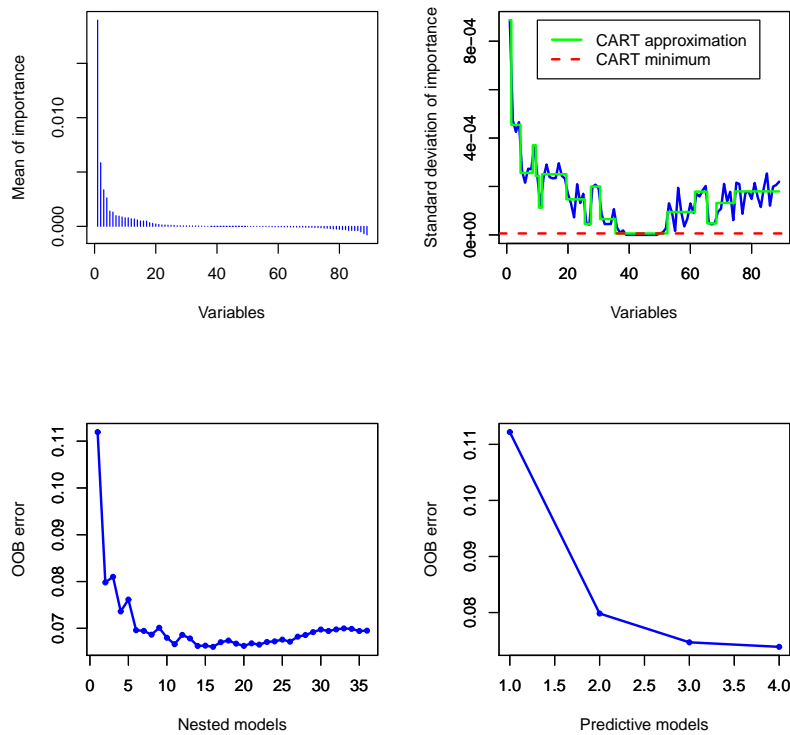 Mean of importance
0.000
0.010
0 20 40 60 80
Variables
Standard deviation of importance
0e+00
4e−04
8e−04
CART approximation
CART minimum
0 20 40 60 80
Variables
OOB error
0.07
0.08
0.09
0.10
0.11
0 5 10 15 20 25 30 35
Nested models
OOB error
0.08
0.09
0.10
0.11
1.0 1.5 2.0 2.5 3.0 3.5 4.0
Predictive models